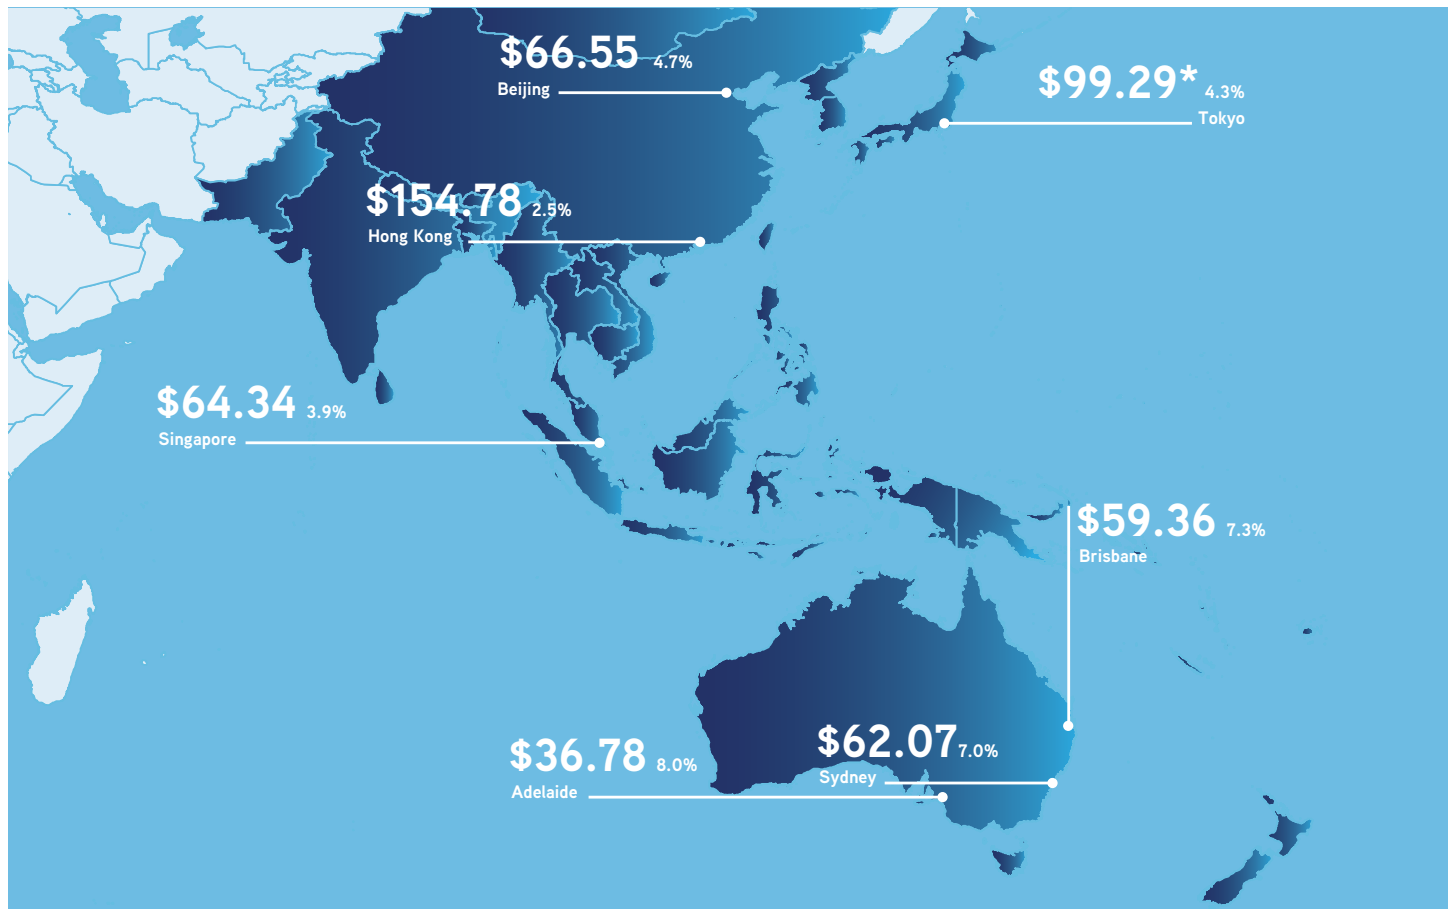 $66.55 4.7%
Beijing
$99.29* 4.3%
Tokyo
$154.78 2.5%
Hong Kong
$64.34 3.9%
Singapore
$59.36 7.3%
Brisbane
$62.07 7.0%
Sydney
$36.78 8.0%
Adelaide